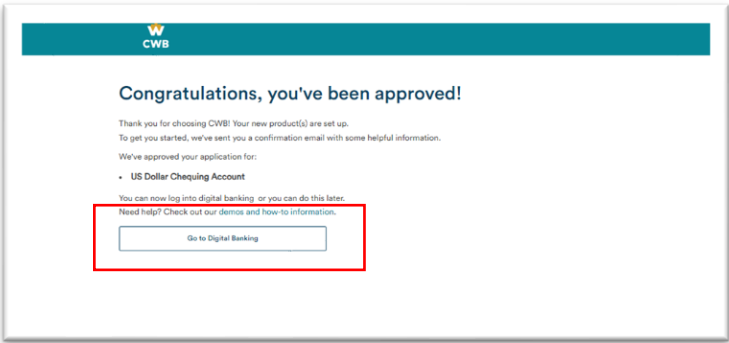 W
CWB
Congratulations, you've been approved!
Thank you for choosing CWB! Your new product(s) are set up.
To get you started, we've sent you a confirmation email with some helpful information.
We've approved your application for:
• US Dollar Chequing Account
You can now log into digital banking or you can do this later.
Need help? Check out our demos and how-to information.
Go to Digital Banking